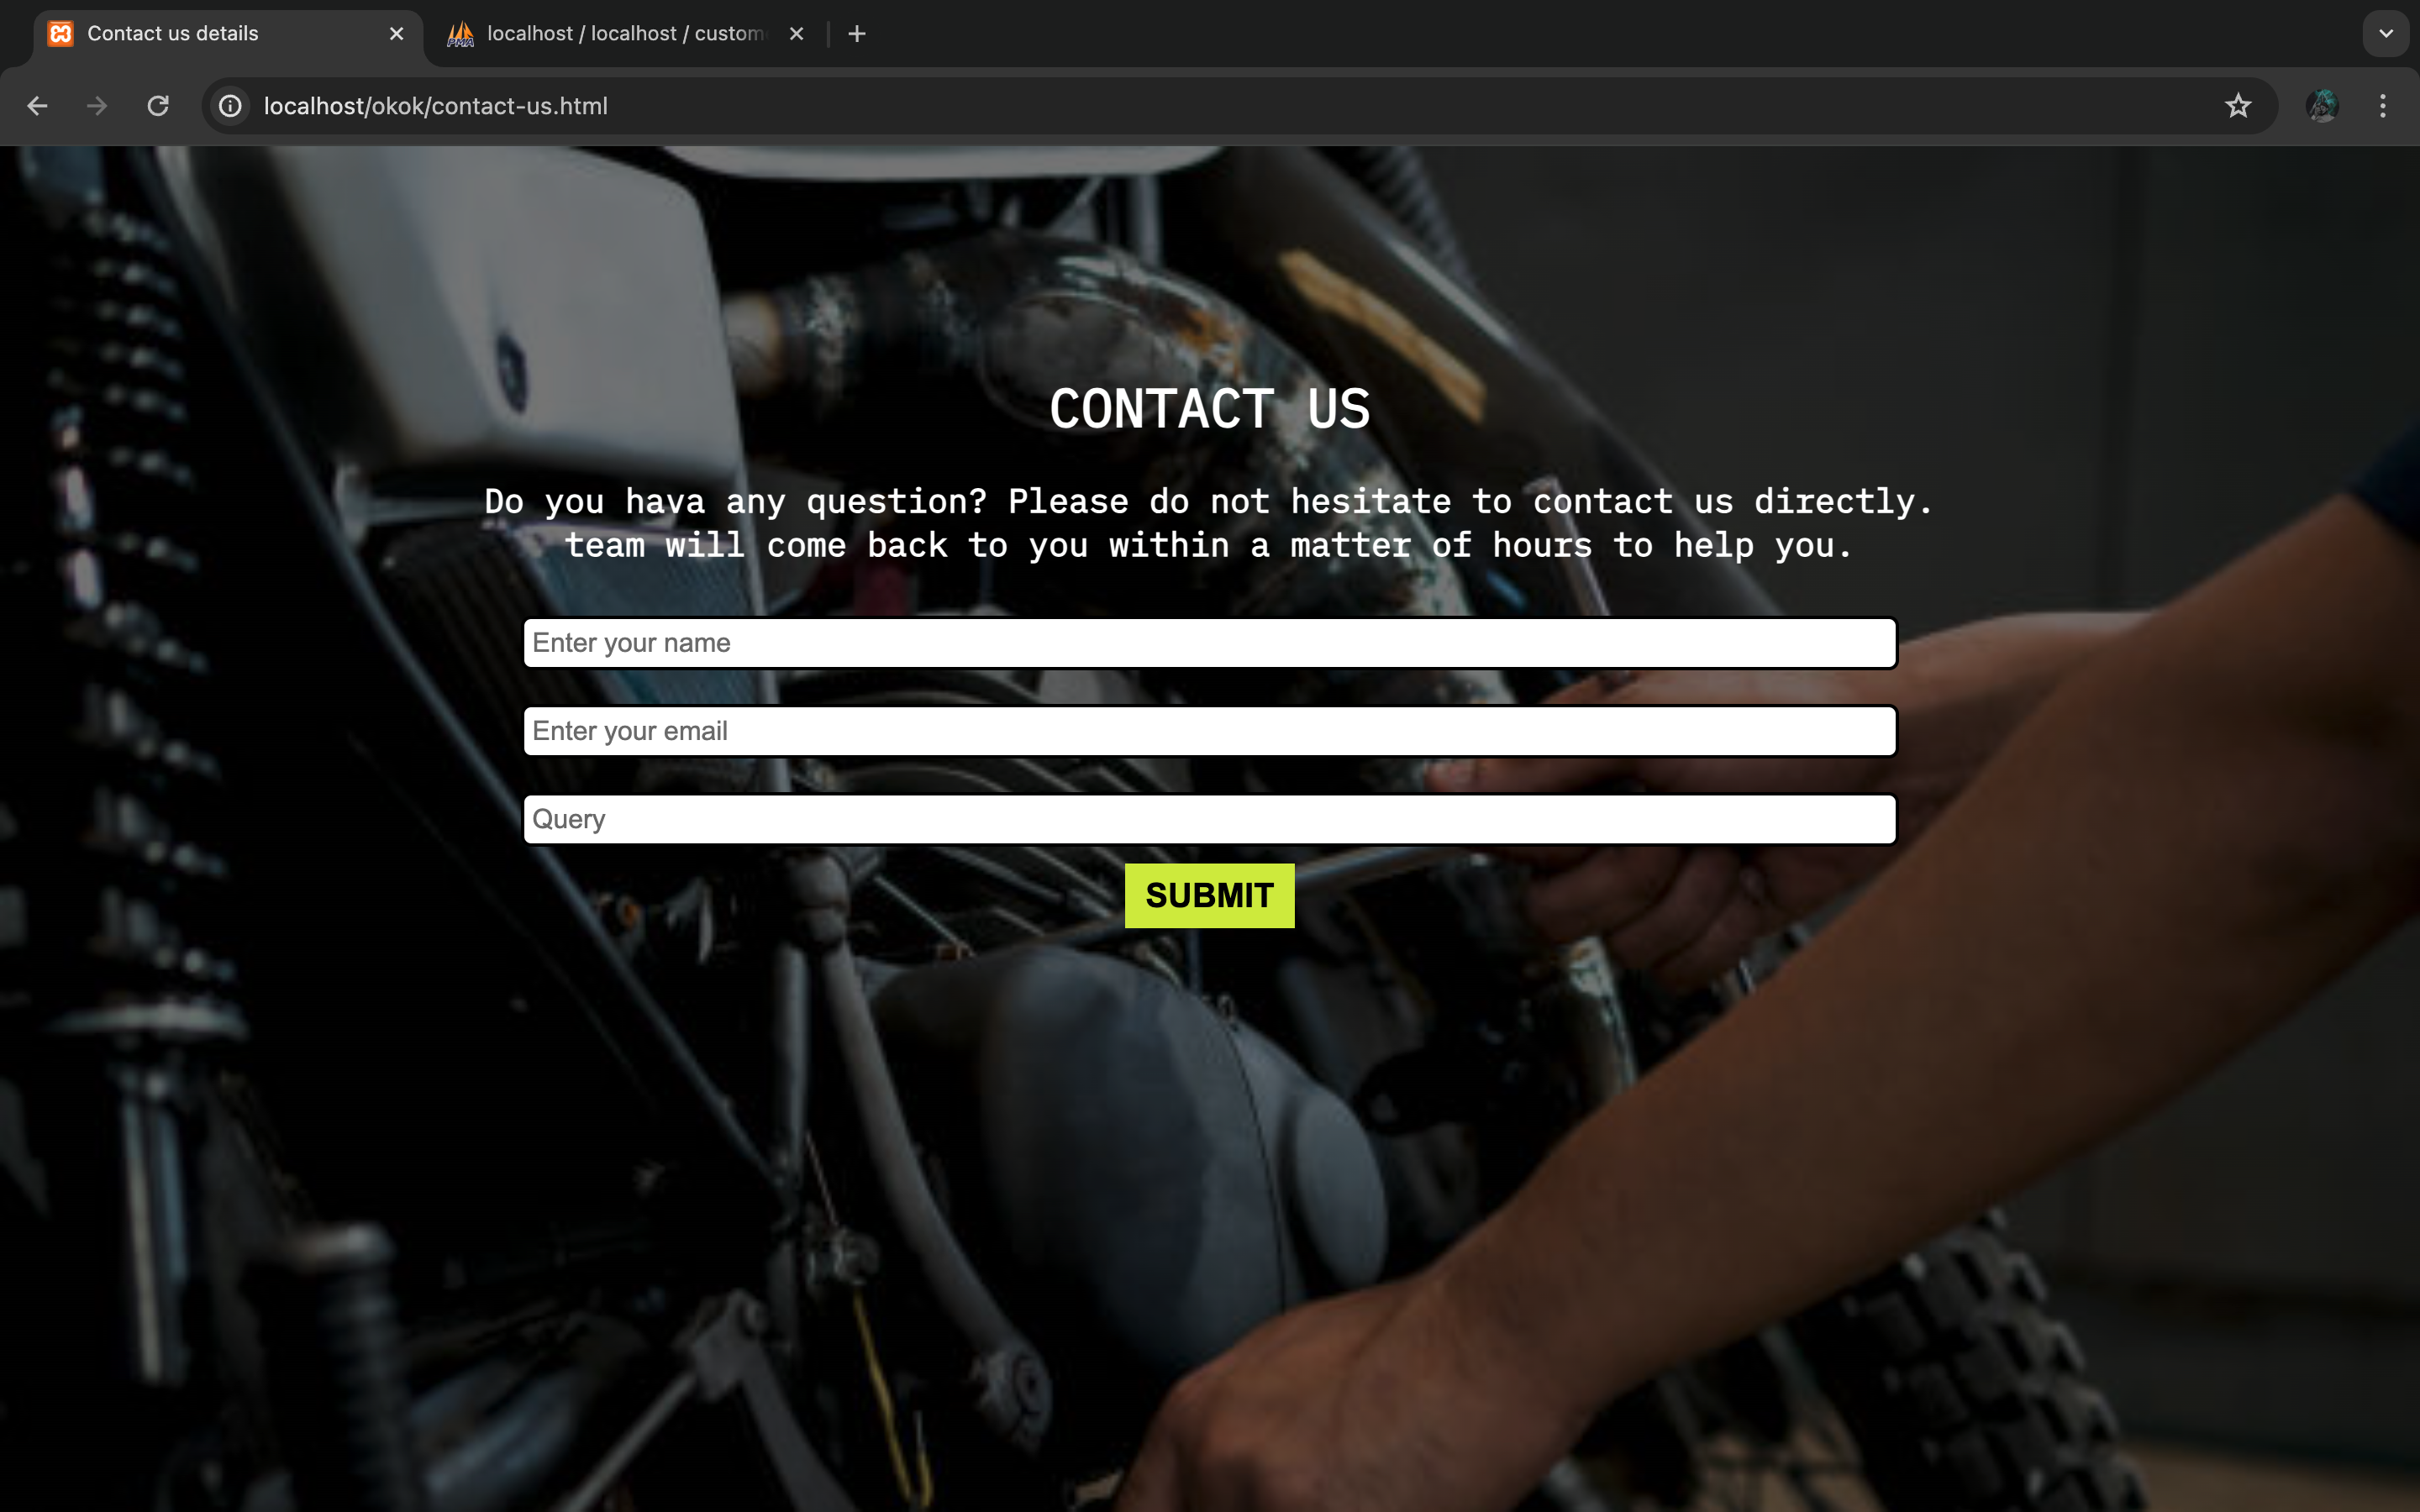 Contact us details
localhost / localhost / custom
PMA
localhost/okok/contact-us.html
CONTACT US
Do you hava any question? Please do not hesitate to contact us directly.
team will come back to you within a matter of hours to help you.
Enter your name
Enter your email
Query
SUBMIT